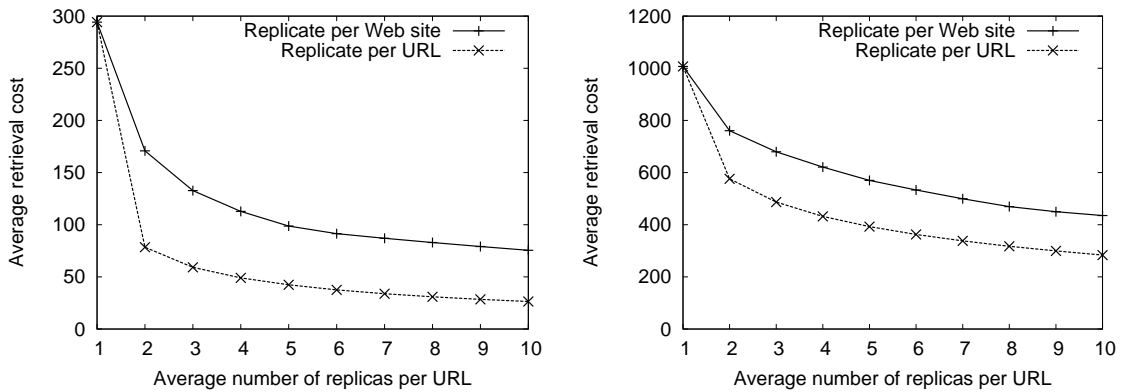 300
250
200
150
100
50
0
1 2 3 4 5 6 7 8 9 10
Average retrieval cost
Average number of replicas per URL
Replicate per Web site
Replicate per URL
1200
1000
800
600
400
200
0
1 2 3 4 5 6 7 8 9 10
Average retrieval cost
Average number of replicas per URL
Replicate per Web site
Replicate per URL